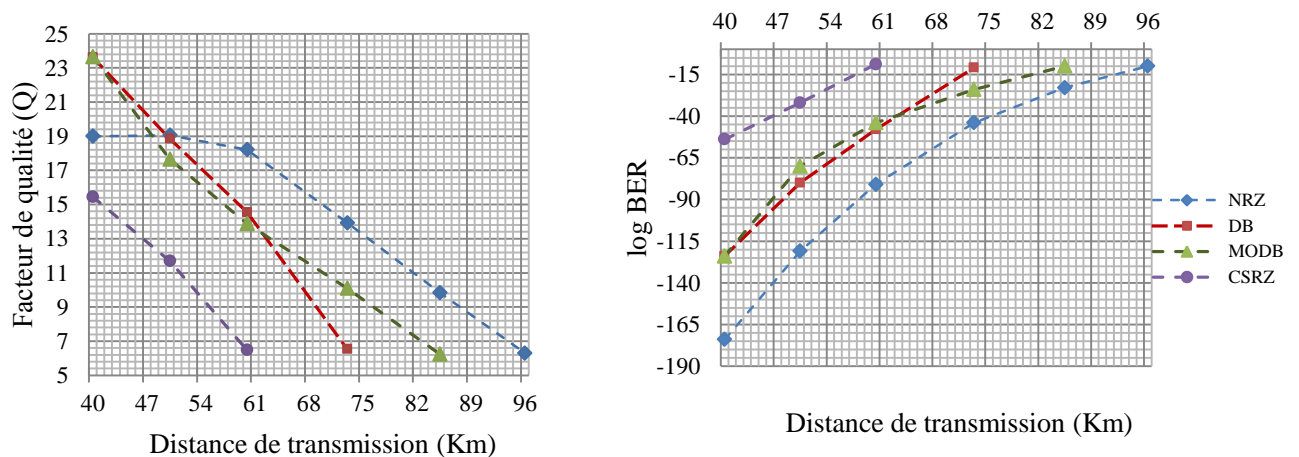 Facteur de qualité (Q)
25
23
21
19
17
15
13
11
9
7
5
40 47 54 61 68 75 82 89 96
Distance de transmission (Km)
40 47 54 61 68 75 82 89 96
log BER
-15
-40
-65
-90
-115
-140
-165
-190
Distance de transmission (Km)
NRZ
DB
MODB
CSRZ